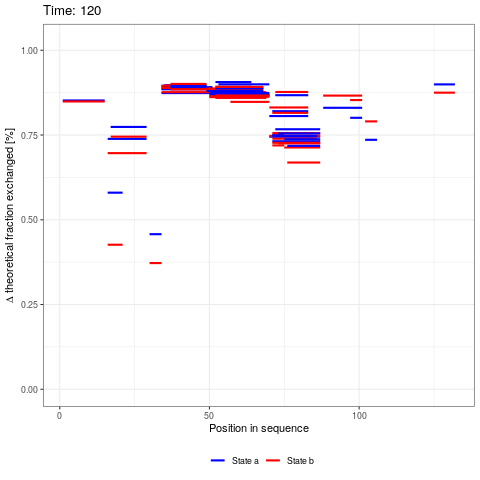 Time: 120
Δ theoretical fraction exchanged [%]
1.00
0.75
0.50
0.25
0.00
0
50
100
Position in sequence
State a
State b